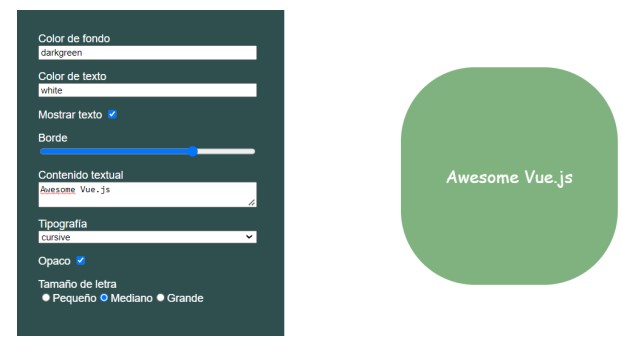 Color de fondo
darkgreen
Color de texto
white
Mostrar texto
Borde
Contenido textual
Awesome Vue.js
Tipografía
cursive
Opaco
Tamaño de letra
Pequeño Mediano Grande
Awesome Vue.js